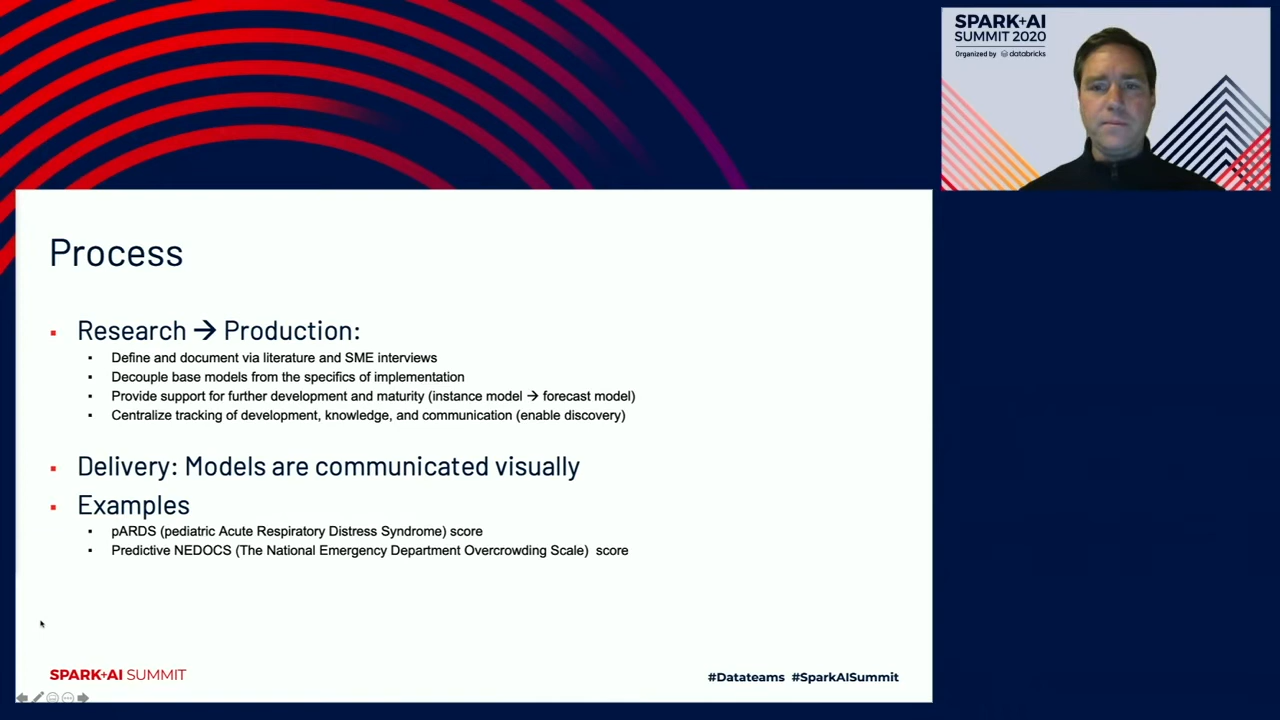 SPARK+AI
SUMMIT 2020
Organized by databricks
Process
▪ Research → Production:
▪ Define and document via literature and SME interviews
▪ Decouple base models from the specifics of implementation
▪ Provide support for further development and maturity (instance model → forecast model)
▪ Centralize tracking of development, knowledge, and communication (enable discovery)
▪ Delivery: Models are communicated visually
▪ Examples
▪ pARDS (pediatric Acute Respiratory Distress Syndrome) score
▪ Predictive NEDOCS (The National Emergency Department Overcrowding Scale)  score
SPARK+AI SUMMIT
#Datateams #SparkAISummit